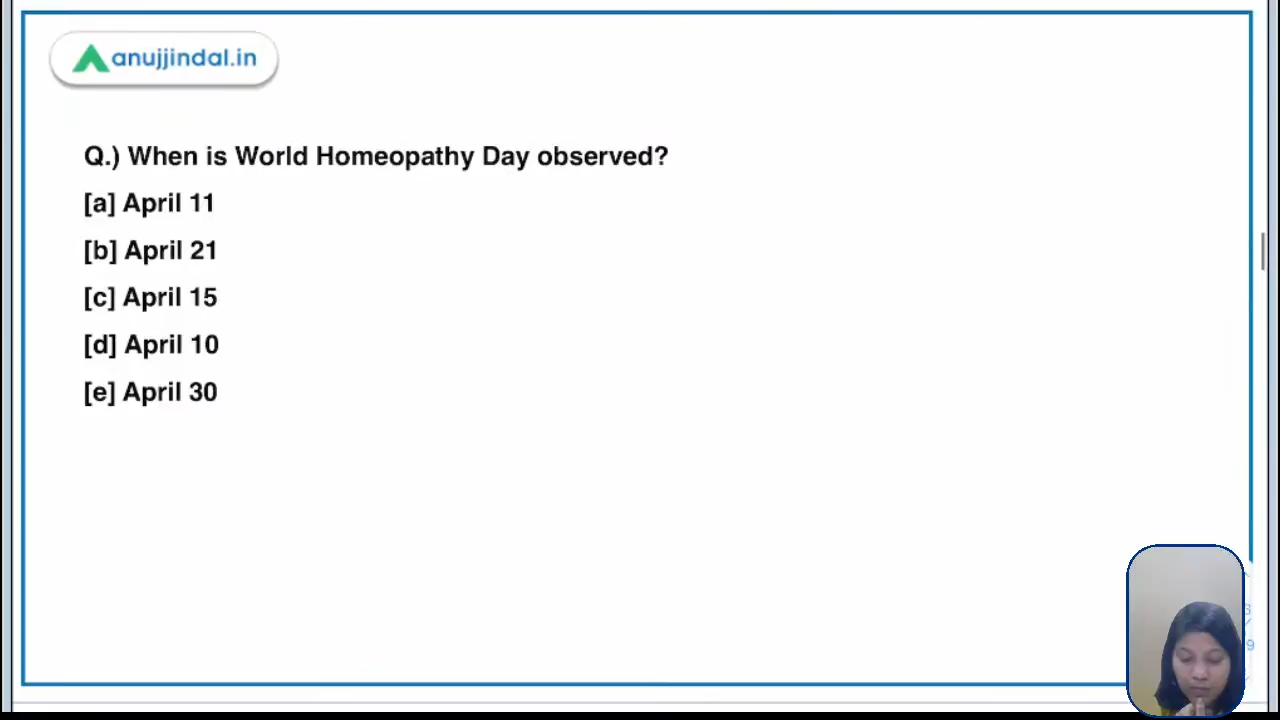 anujjindal.in
Q.) When is World Homeopathy Day observed?
[a] April 11
[b] April 21
[c] April 15
[d] April 10
[e] April 30